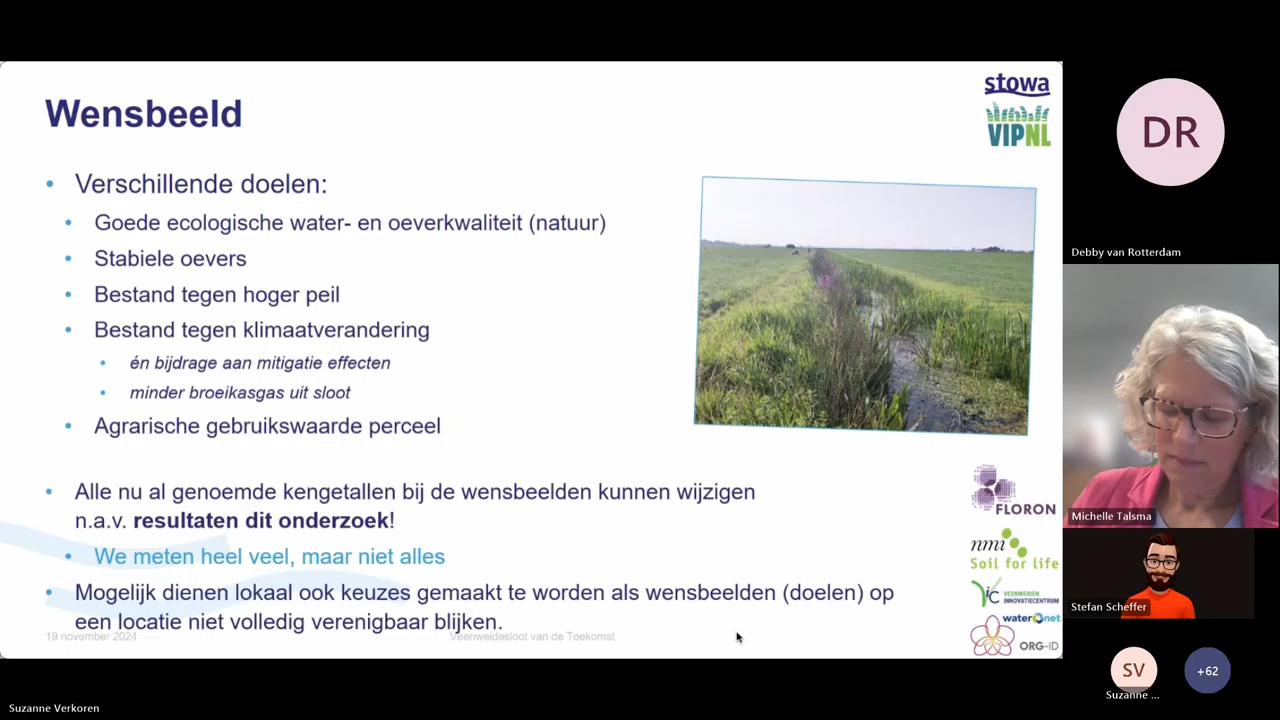 Wensbeeld
stowa
VIPNL
Verschillende doelen:
Goede ecologische water- en oeverkwaliteit (natuur)
Stabiele oevers
Bestand tegen hoger peil
Bestand tegen klimaatverandering
én bijdrage aan mitigatie effecten
minder broeikasgas uit sloot
Agrarische gebruikswaarde perceel
Alle nu al genoemde kengetallen bij de wensbeelden kunnen wijzigen
n.a.v. resultaten dit onderzoek!
We meten heel veel, maar niet alles
Mogelijk dienen lokaal ook keuzes gemaakt te worden als wensbeelden (doelen) op
een locatie niet volledig verenigbaar blijken.
19 november 2024
Veenweidesloot van de Toekomst
FLORON
nmi
Soil for life
VIC VEENWEIDEN
INNOVATIECENTRUM
waternet
ORG-ID
DR
Debby van Rotterdam
Michelle Talsma
Stefan Scheffer
SV
Suzanne ...
+62
Suzanne Verkoren